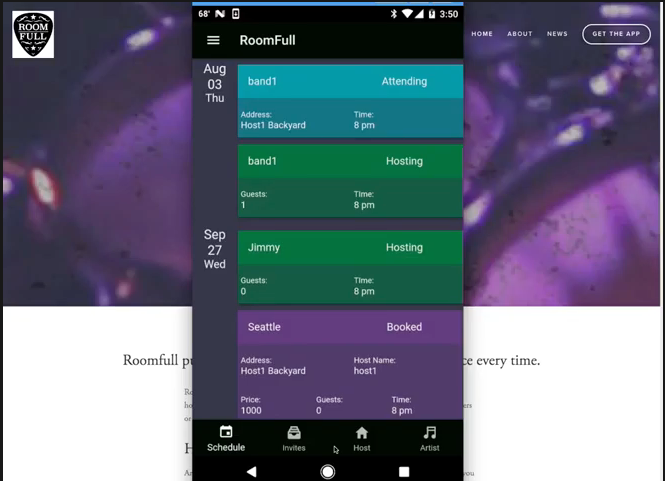 ROOM
FULL
HOME
ABOUT
NEWS
GET THE APP
68°
3:50
RoomFull
Aug
03
Thu
band1 Attending
Address: Time:
Host1 Backyard 8 pm
band1 Hosting
Guests: Time:
1 8 pm
Sep
27
Wed
Jimmy Hosting
Guests: Time:
0 8 pm
Seattle Booked
Address: Host Name:
Host1 Backyard host1
Price: Guests: Time:
1000 0 8 pm
Schedule Invites Host Artist
Roomfull
ce every time.